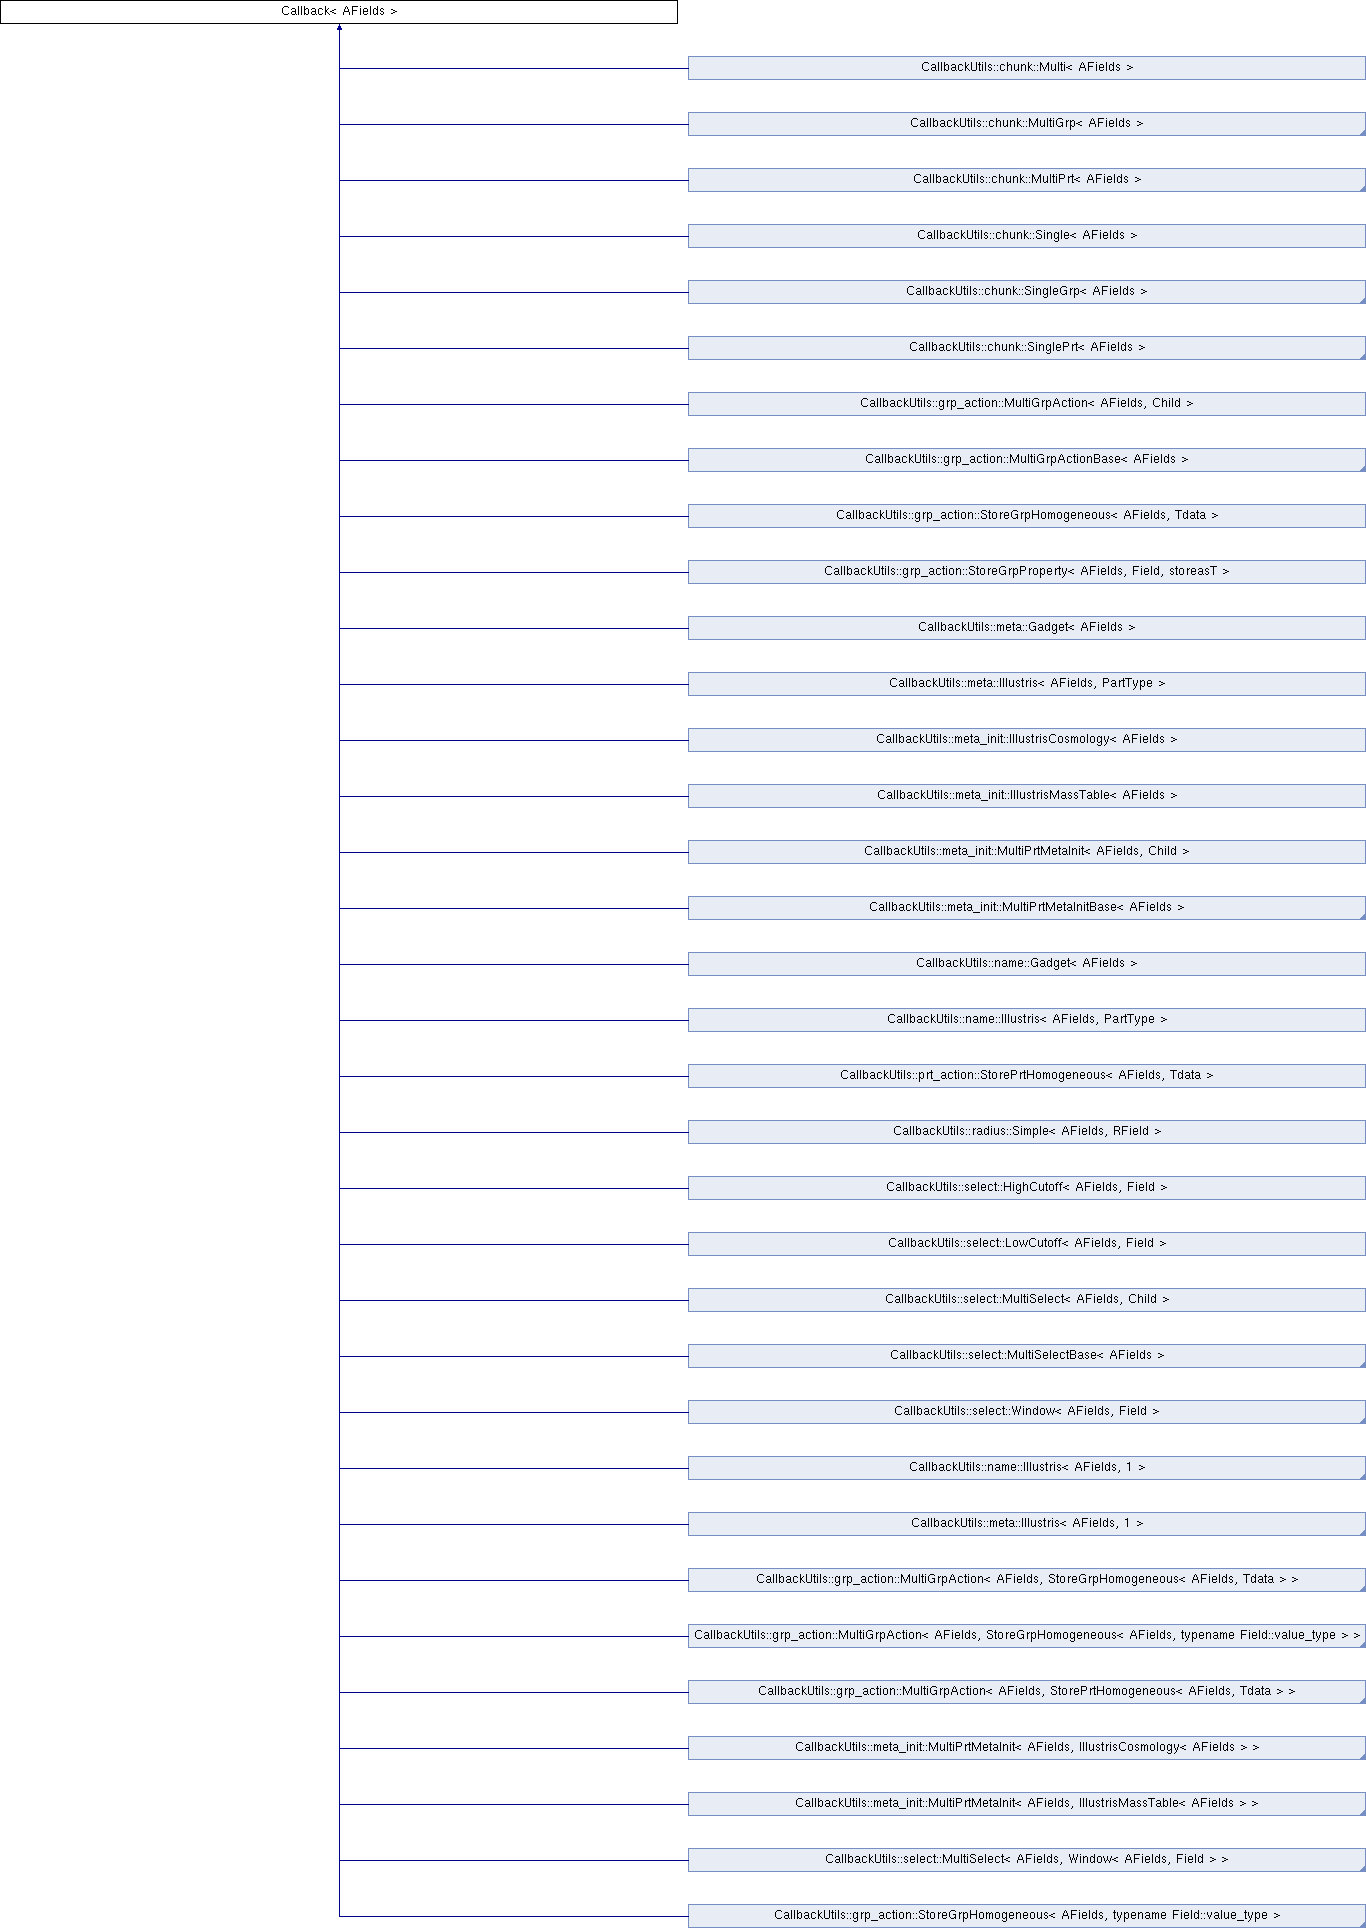 Callback< AFields >
CallbackUtils::chunk::Multi< AFields >
CallbackUtils::chunk::MultiGrp< AFields >
CallbackUtils::chunk::MultiPrt< AFields >
CallbackUtils::chunk::Single< AFields >
CallbackUtils::chunk::SingleGrp< AFields >
CallbackUtils::chunk::SinglePrt< AFields >
CallbackUtils::grp_action::MultiGrpAction< AFields, Child >
CallbackUtils::grp_action::MultiGrpActionBase< AFields >
CallbackUtils::grp_action::StoreGrpHomogeneous< AFields, Tdata >
CallbackUtils::grp_action::StoreGrpProperty< AFields, Field, storeasT >
CallbackUtils::meta::Gadget< AFields >
CallbackUtils::meta::Illustris< AFields, PartType >
CallbackUtils::meta_init::IllustrisCosmology< AFields >
CallbackUtils::meta_init::IllustrisMassTable< AFields >
CallbackUtils::meta_init::MultiPrtMetaInit< AFields, Child >
CallbackUtils::meta_init::MultiPrtMetaInitBase< AFields >
CallbackUtils::name::Gadget< AFields >
CallbackUtils::name::Illustris< AFields, PartType >
CallbackUtils::prt_action::StorePrtHomogeneous< AFields, Tdata >
CallbackUtils::radius::Simple< AFields, RField >
CallbackUtils::select::HighCutoff< AFields, Field >
CallbackUtils::select::LowCutoff< AFields, Field >
CallbackUtils::select::MultiSelect< AFields, Child >
CallbackUtils::select::MultiSelectBase< AFields >
CallbackUtils::select::Window< AFields, Field >
CallbackUtils::name::Illustris< AFields, 1 >
CallbackUtils::meta::Illustris< AFields, 1 >
CallbackUtils::grp_action::MultiGrpAction< AFields, StoreGrpHomogeneous< AFields, Tdata > >
CallbackUtils::grp_action::MultiGrpAction< AFields, StoreGrpHomogeneous< AFields, typename Field::value_type > >
CallbackUtils::grp_action::MultiGrpAction< AFields, StorePrtHomogeneous< AFields, Tdata > >
CallbackUtils::meta_init::MultiPrtMetaInit< AFields, IllustrisCosmology< AFields > >
CallbackUtils::meta_init::MultiPrtMetaInit< AFields, IllustrisMassTable< AFields > >
CallbackUtils::select::MultiSelect< AFields, Window< AFields, Field > >
CallbackUtils::grp_action::StoreGrpHomogeneous< AFields, typename Field::value_type >